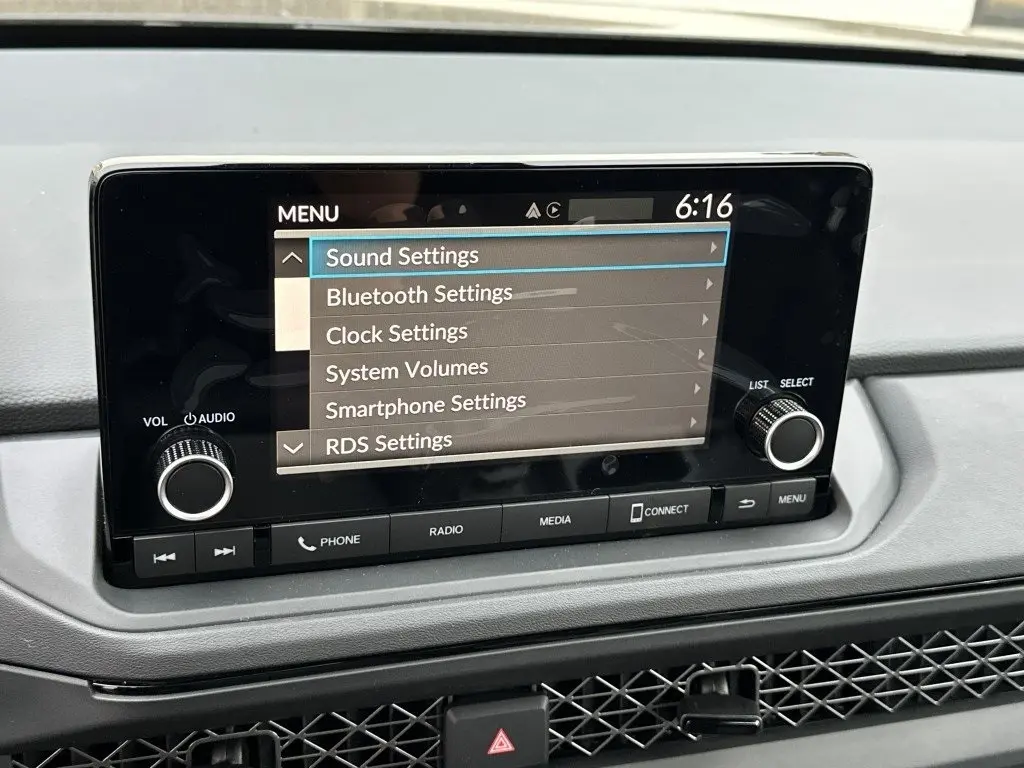 MENU
6:16
Sound Settings
Bluetooth Settings
Clock Settings
System Volumes
Smartphone Settings
RDS Settings
VOL AUDIO
LIST SELECT
PHONE
RADIO
MEDIA
CONNECT
MENU